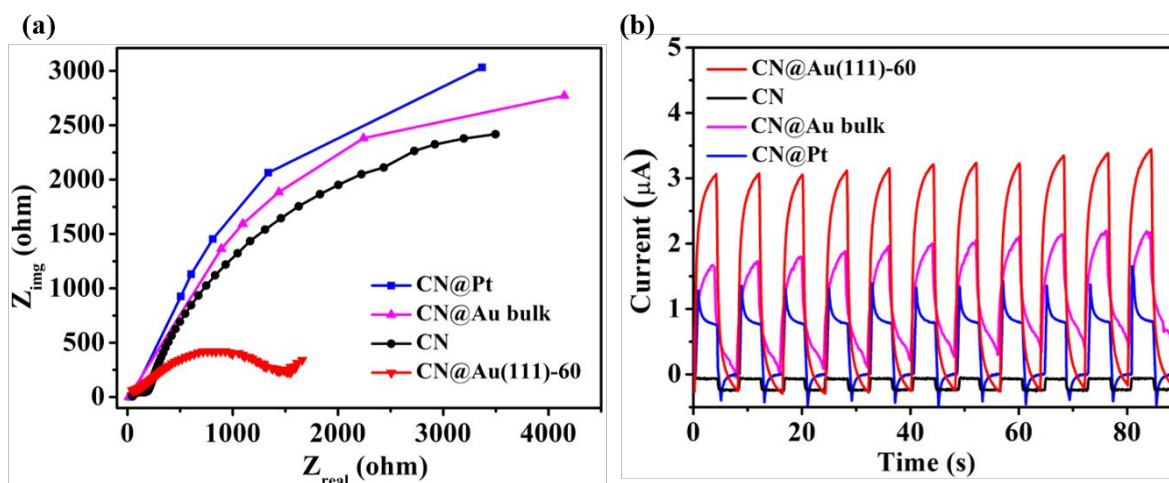 (a)
3000
2500
2000
1500
1000
500
0
Z_img (ohm)
CN@Pt
CN@Au bulk
CN
CN@Au(111)-60
0 1000 2000 3000 4000
Z_real (ohm)
(b)
5
4
3
2
1
0
Current (μA)
CN@Au(111)-60
CN
CN@Au bulk
CN@Pt
0 20 40 60 80
Time (s)